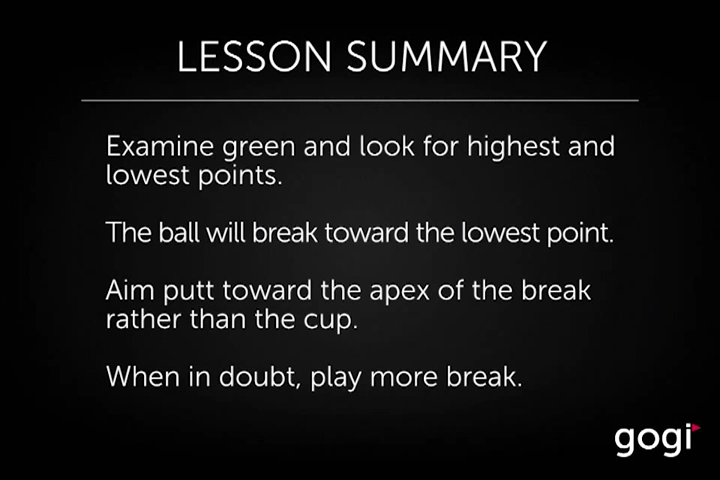 LESSON SUMMARY
Examine green and look for highest and
lowest points.
The ball will break toward the lowest point.
Aim putt toward the apex of the break
rather than the cup.
When in doubt, play more break.
gogi